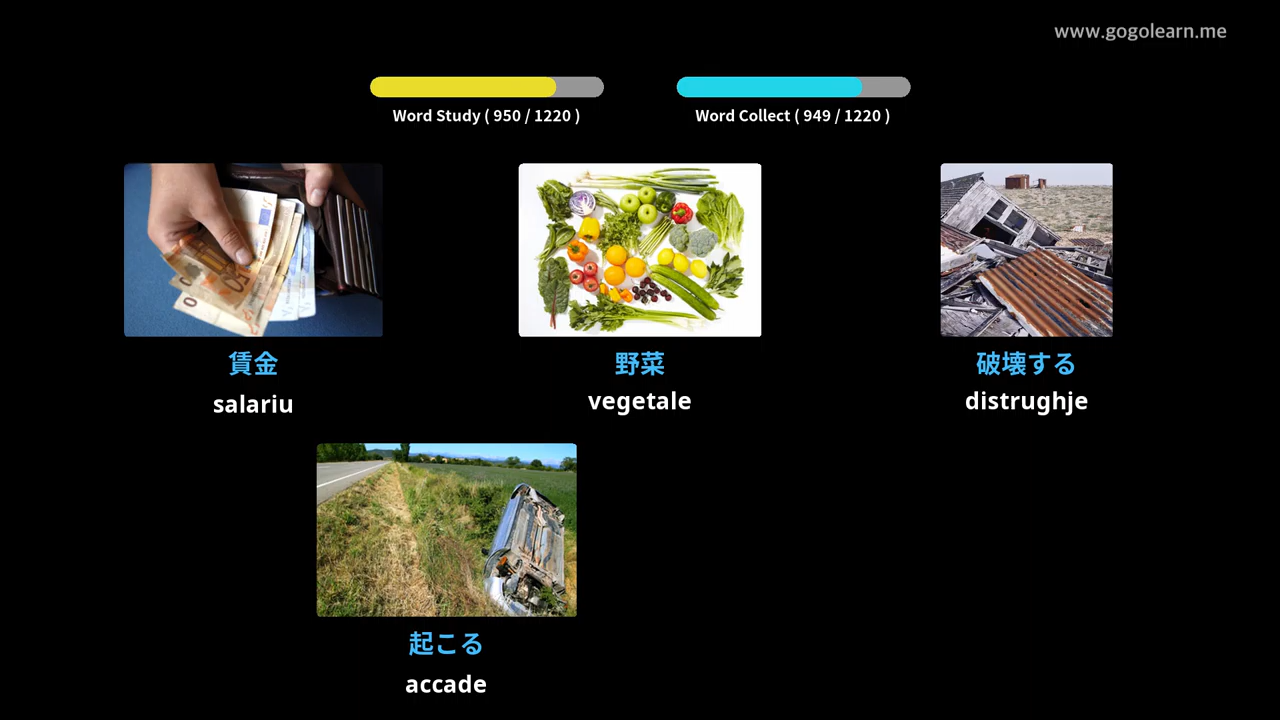 www.gogolearn.me
Word Study ( 950 / 1220 )
Word Collect ( 949 / 1220 )
賃金
salariu
野菜
vegetale
破壊する
distrughje
起こる
accade